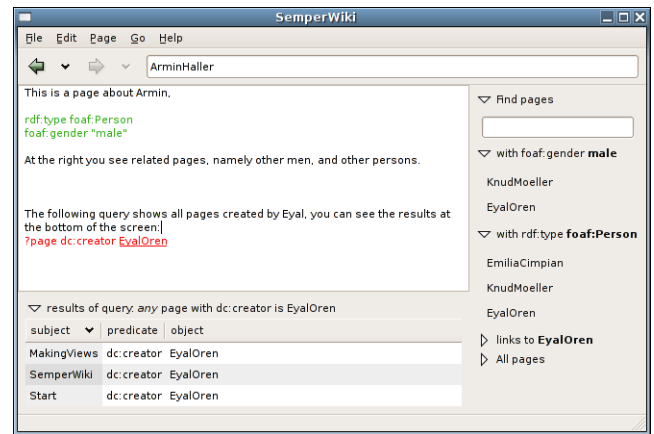 SemperWiki
File Edit Page Go Help
ArminHaller
This is a page about Armin,
rdf:type foaf:Person
foaf:gender "male"
At the right you see related pages, namely other men, and other persons.
The following query shows all pages created by Eyal, you can see the results at
the bottom of the screen:
?page dc:creator EyalOren
Find pages
with foaf:gender male
KnudMoeller
EyalOren
with rdf:type foaf:Person
EmiliaCimpian
KnudMoeller
EyalOren
links to EyalOren
All pages
results of query: any page with dc:creator is EyalOren
subject predicate object
MakingViews dc:creator EyalOren
SemperWiki dc:creator EyalOren
Start dc:creator EyalOren